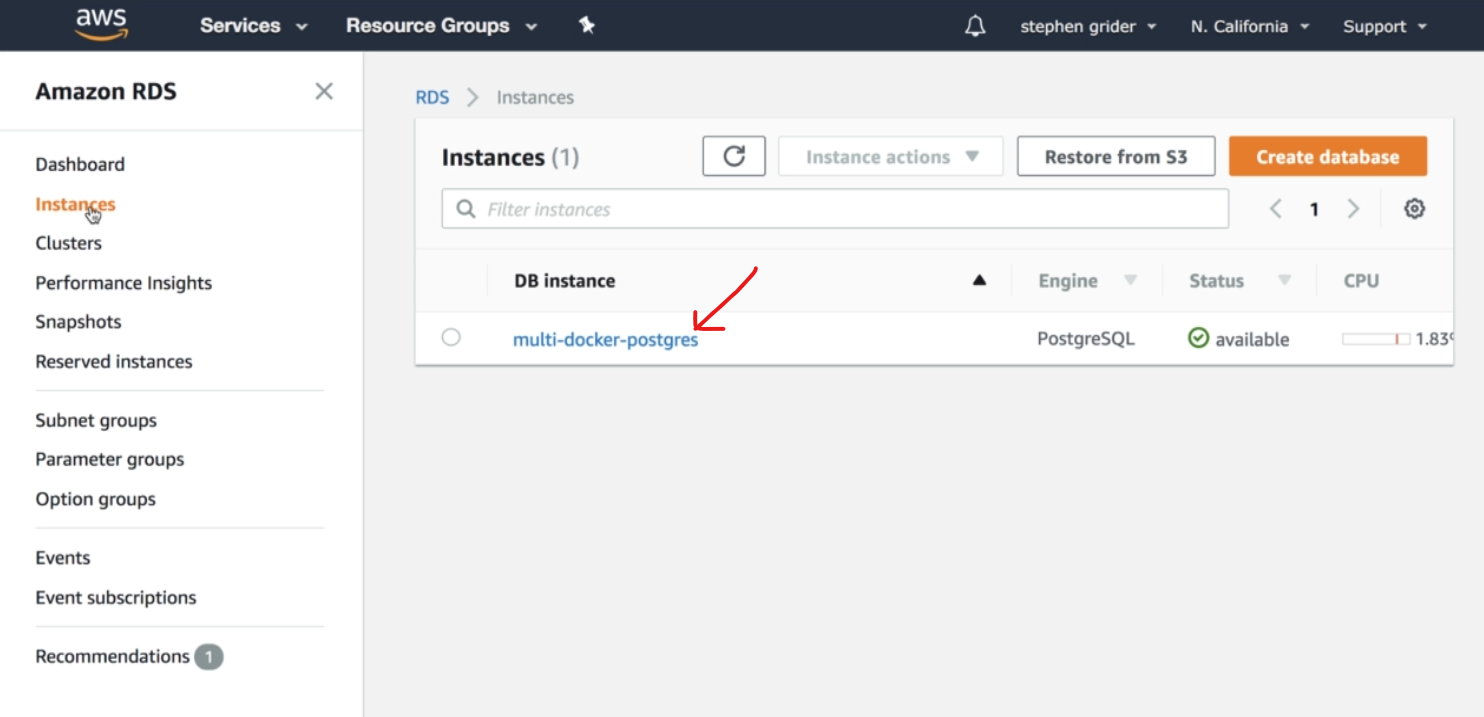 aws Services Resource Groups stephen grider N. California Support
Amazon RDS
Dashboard
Instances
Clusters
Performance Insights
Snapshots
Reserved instances
Subnet groups
Parameter groups
Option groups
Events
Event subscriptions
Recommendations 1
RDS > Instances
Instances (1) Instance actions Restore from S3 Create database
Filter instances 1
DB instance Engine Status CPU
multi-docker-postgres PostgreSQL available 1.83%